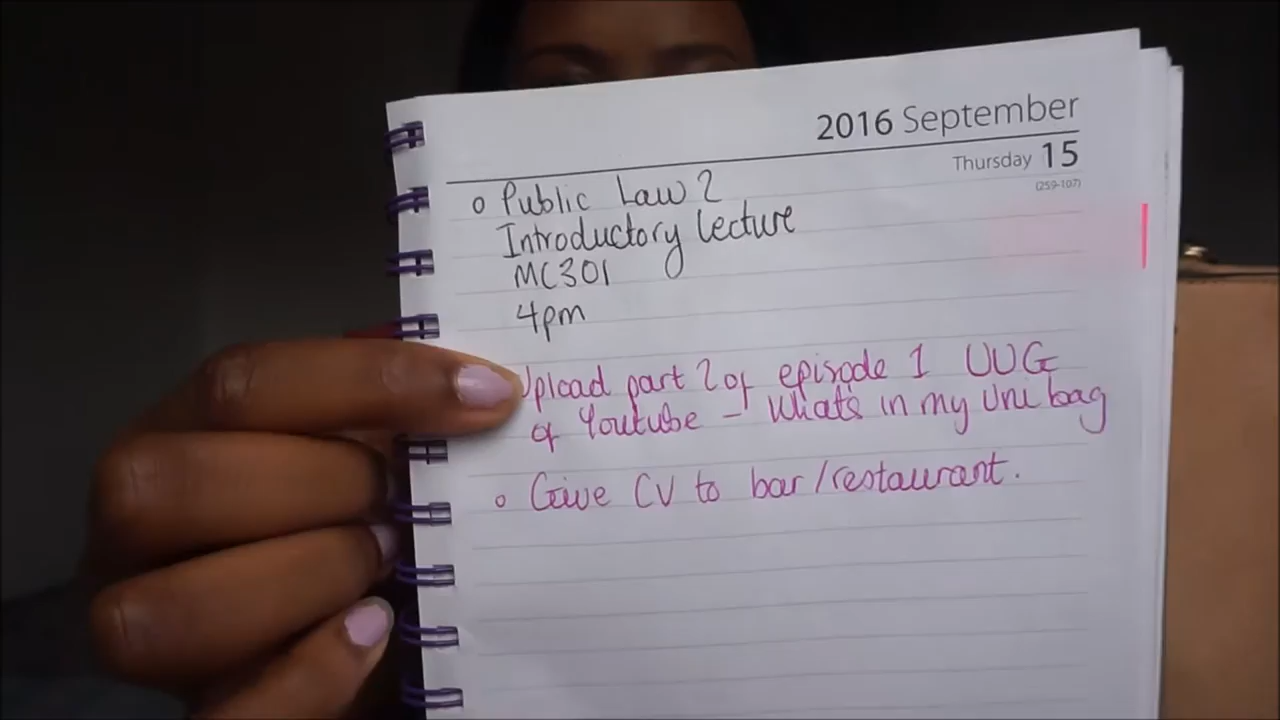 2016 September
Thursday 15
(259-107)
o Public Law 2
Introductory Lecture
MC301
4pm
Upload part 2 of episode 1 UUG
of Youtube - Whats in my uni bag
o Give CV to bar/restaurant.